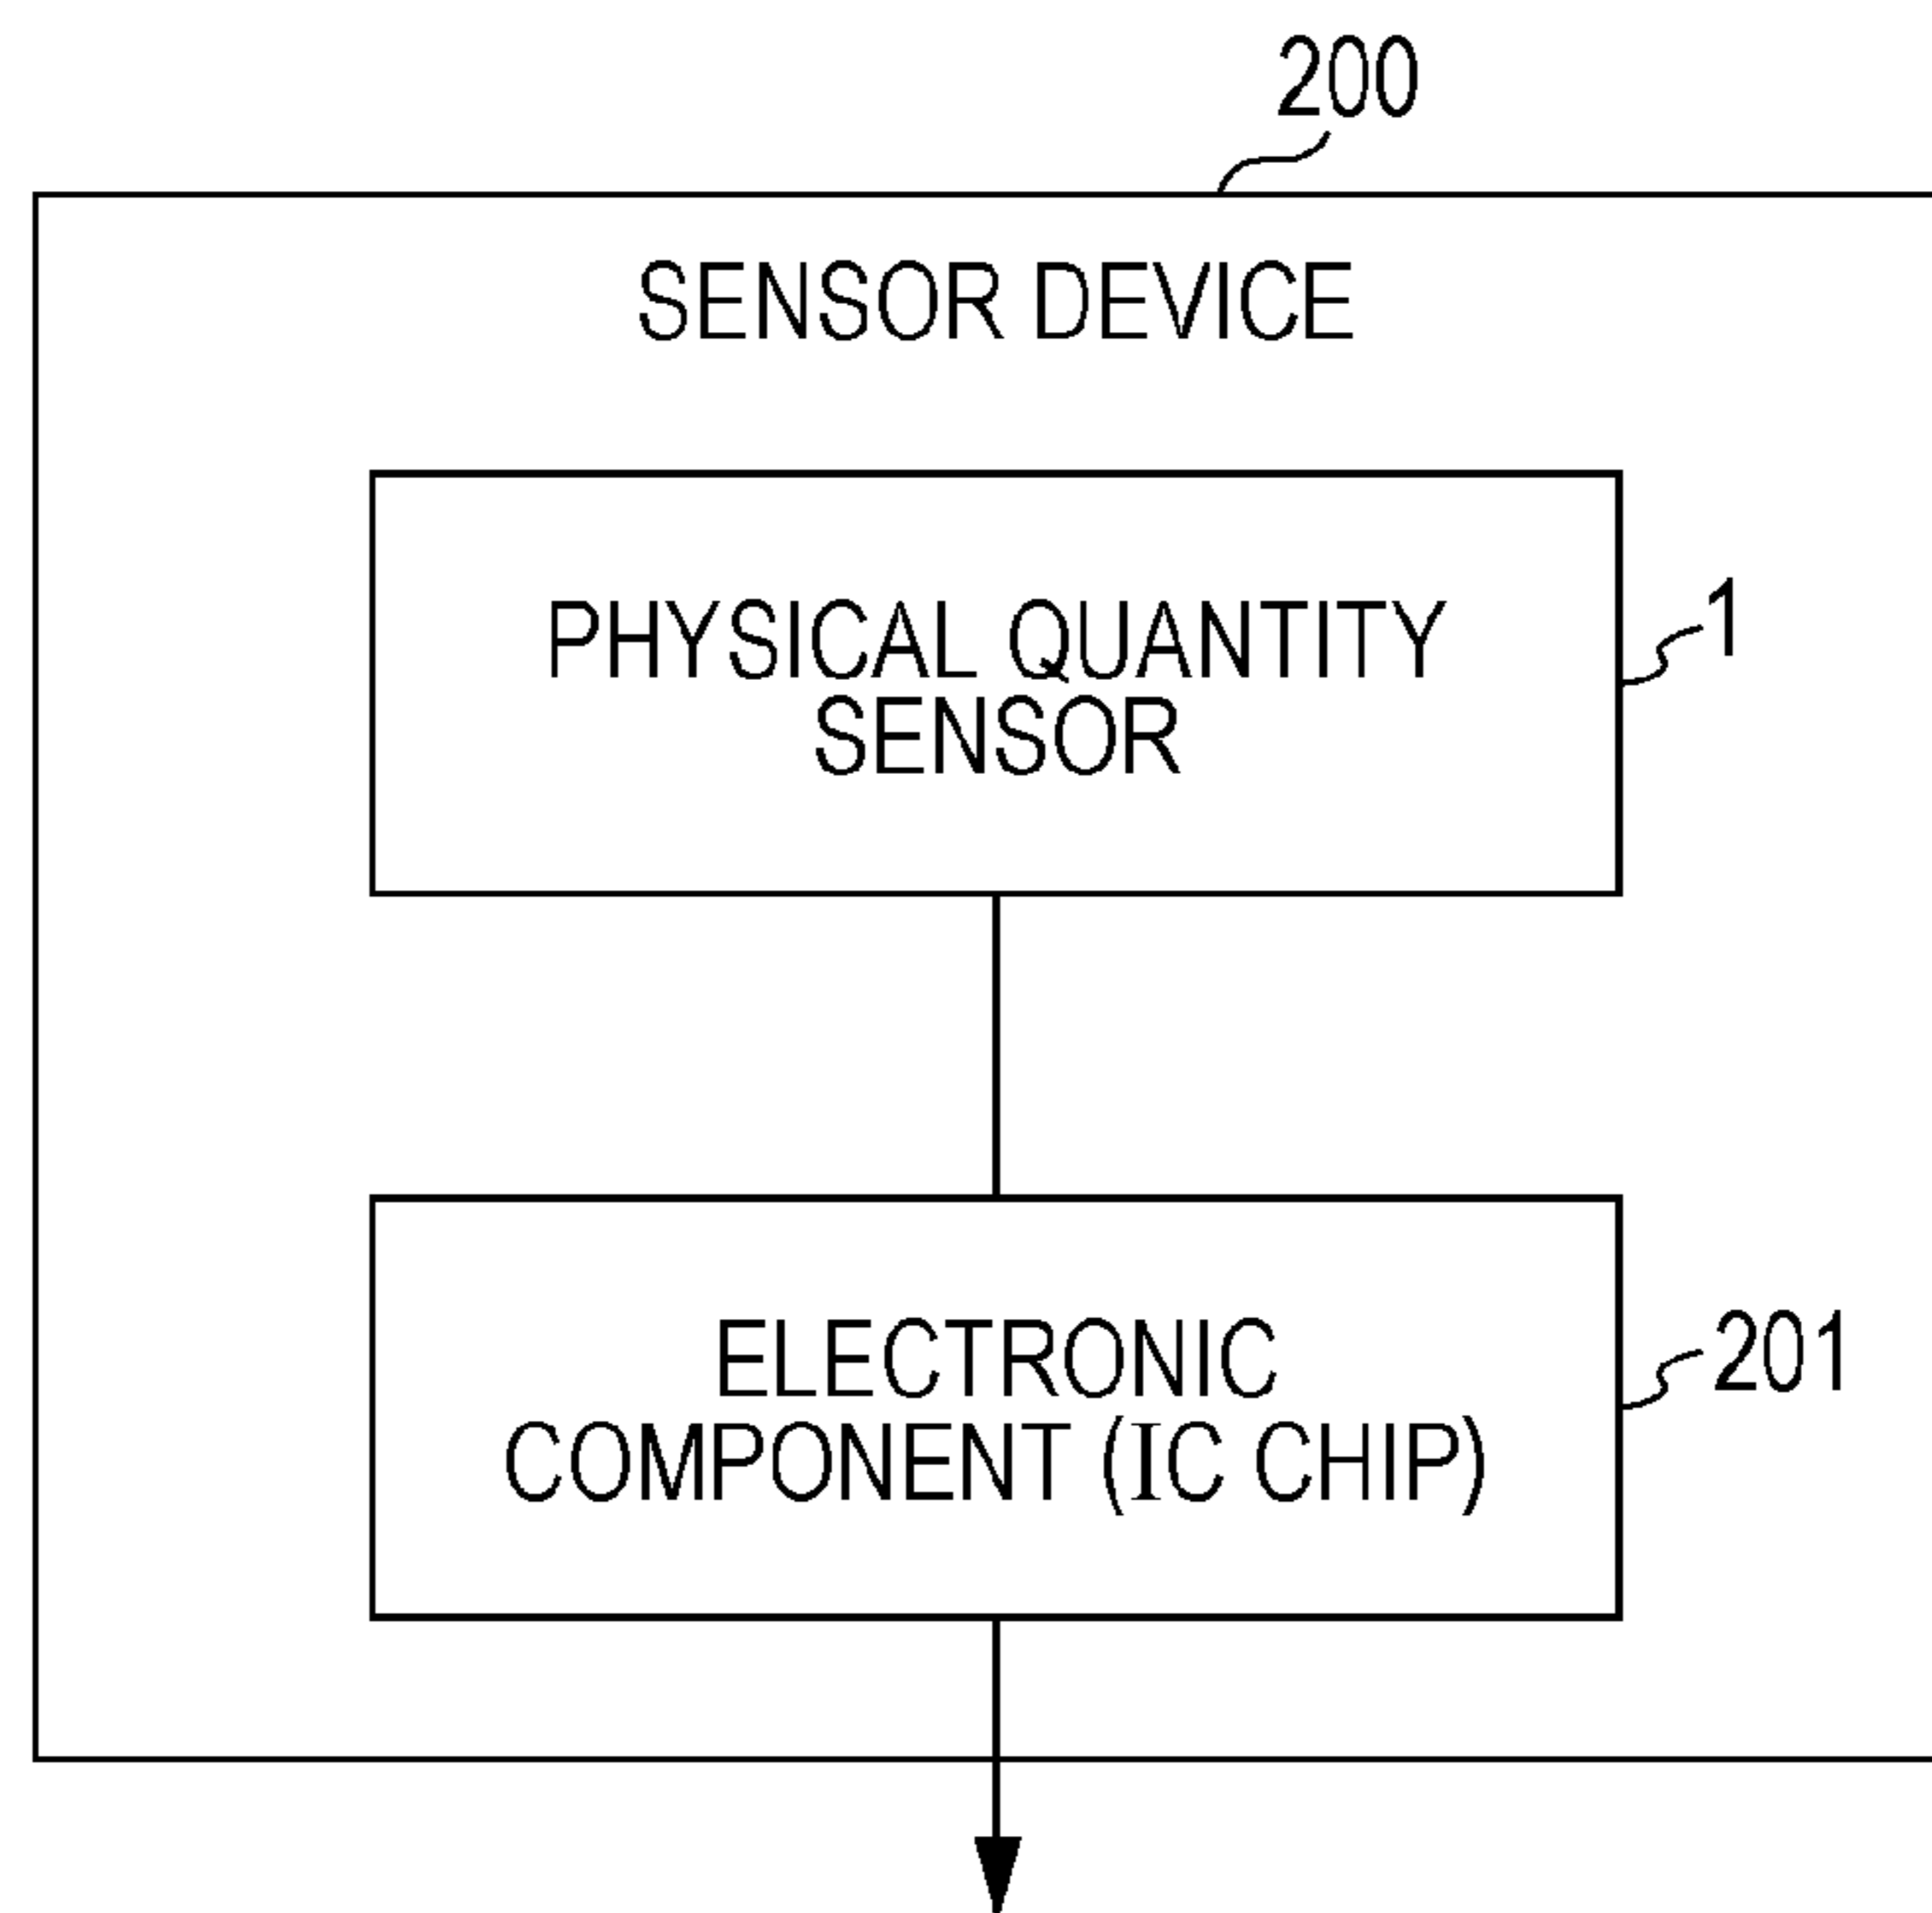 200
SENSOR DEVICE
PHYSICAL QUANTITY
SENSOR
1
ELECTRONIC
COMPONENT (IC CHIP)
201